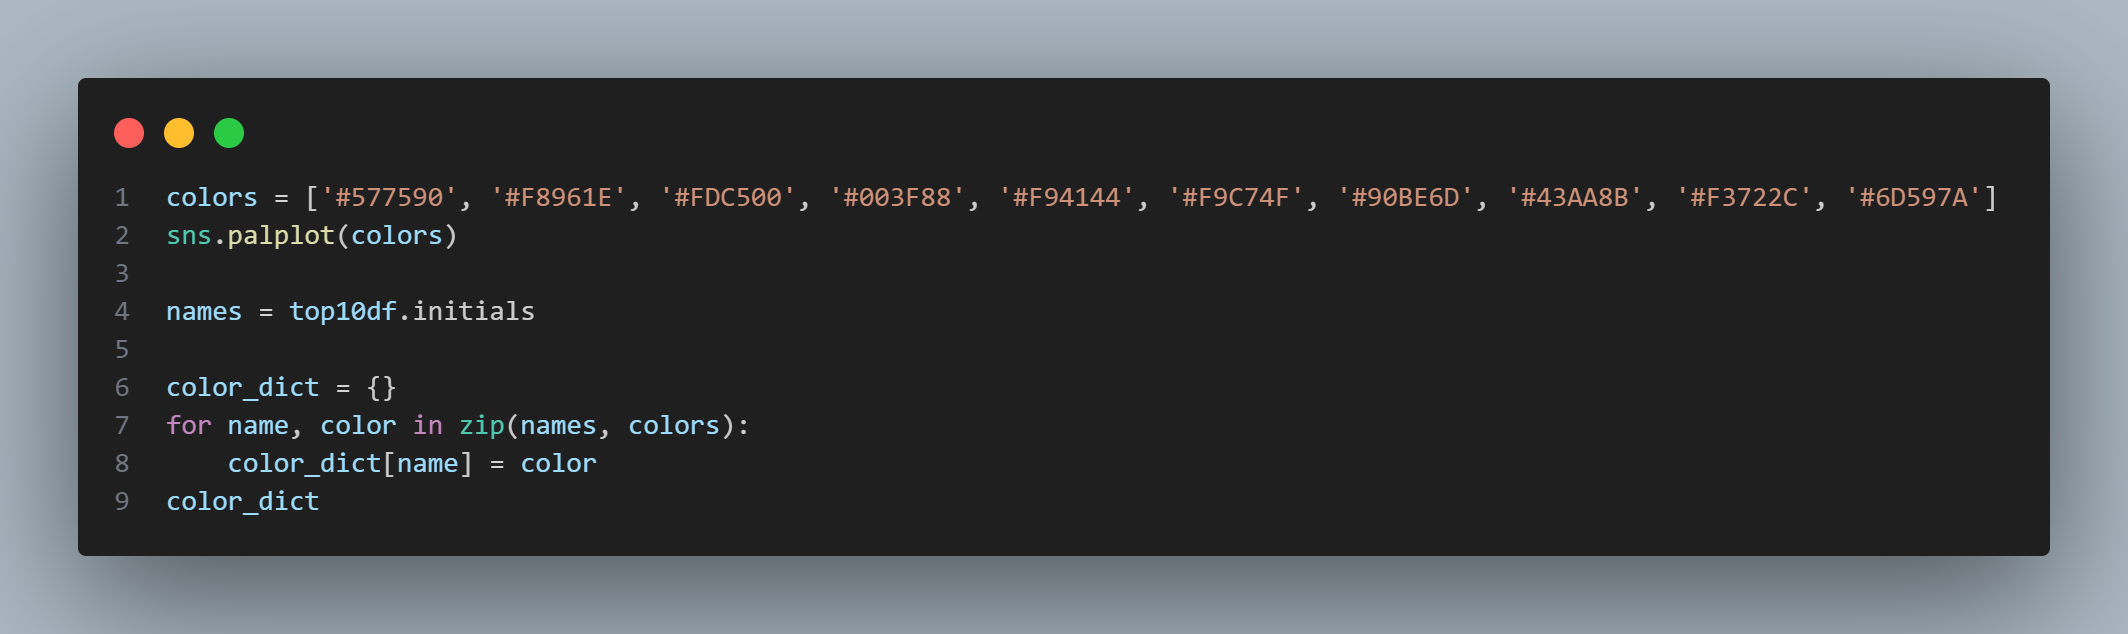 1 colors = ['#577590', '#F8961E', '#FDC500', '#003F88', '#F94144', '#F9C74F', '#90BE6D', '#43AA8B', '#F3722C', '#6D597A']
2 sns.palplot(colors)
3
4 names = top10df.initials
5
6 color_dict = {}
7 for name, color in zip(names, colors):
8     color_dict[name] = color
9 color_dict